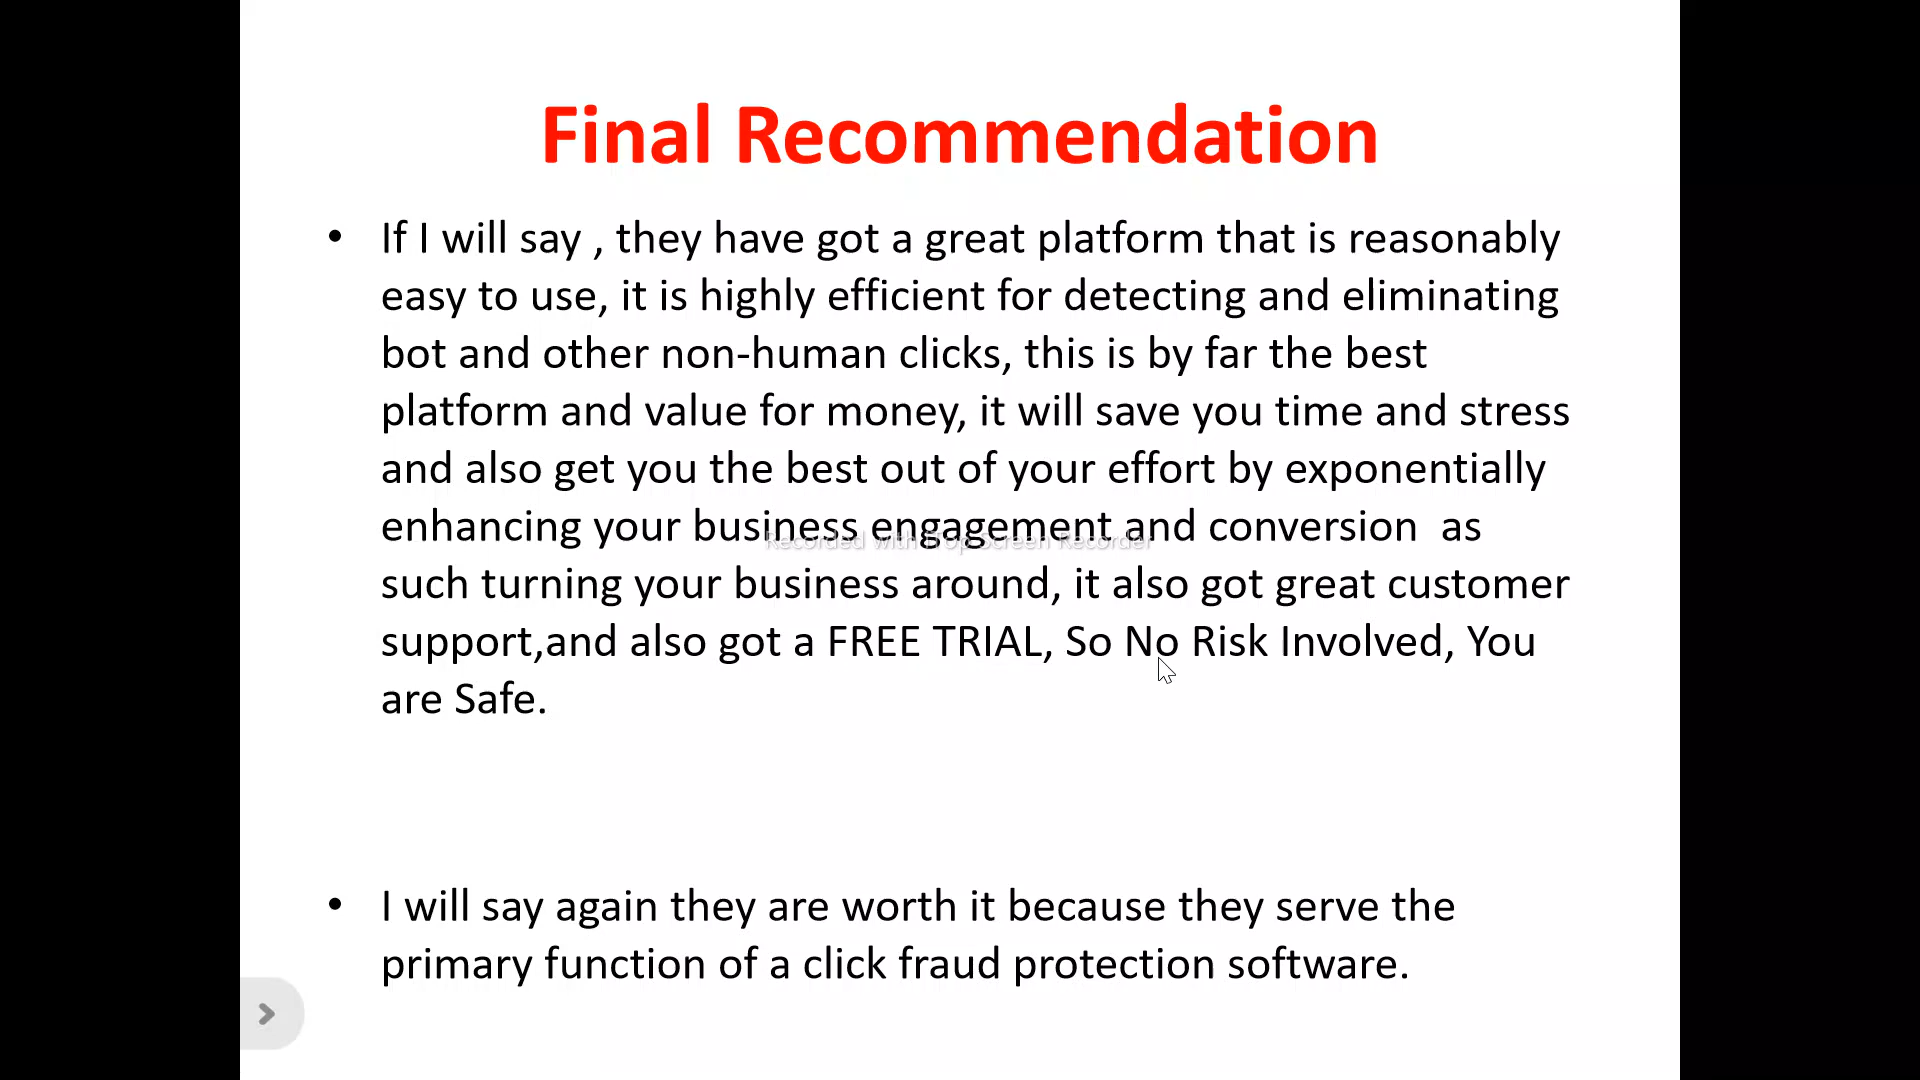 Final Recommendation
• If I will say , they have got a great platform that is reasonably
easy to use, it is highly efficient for detecting and eliminating
bot and other non-human clicks, this is by far the best
platform and value for money, it will save you time and stress
and also get you the best out of your effort by exponentially
enhancing your business engagement and conversion  as
Recorded with iTop Screen Recorder
such turning your business around, it also got great customer
support,and also got a FREE TRIAL, So No Risk Involved, You
are Safe.
• I will say again they are worth it because they serve the
primary function of a click fraud protection software.